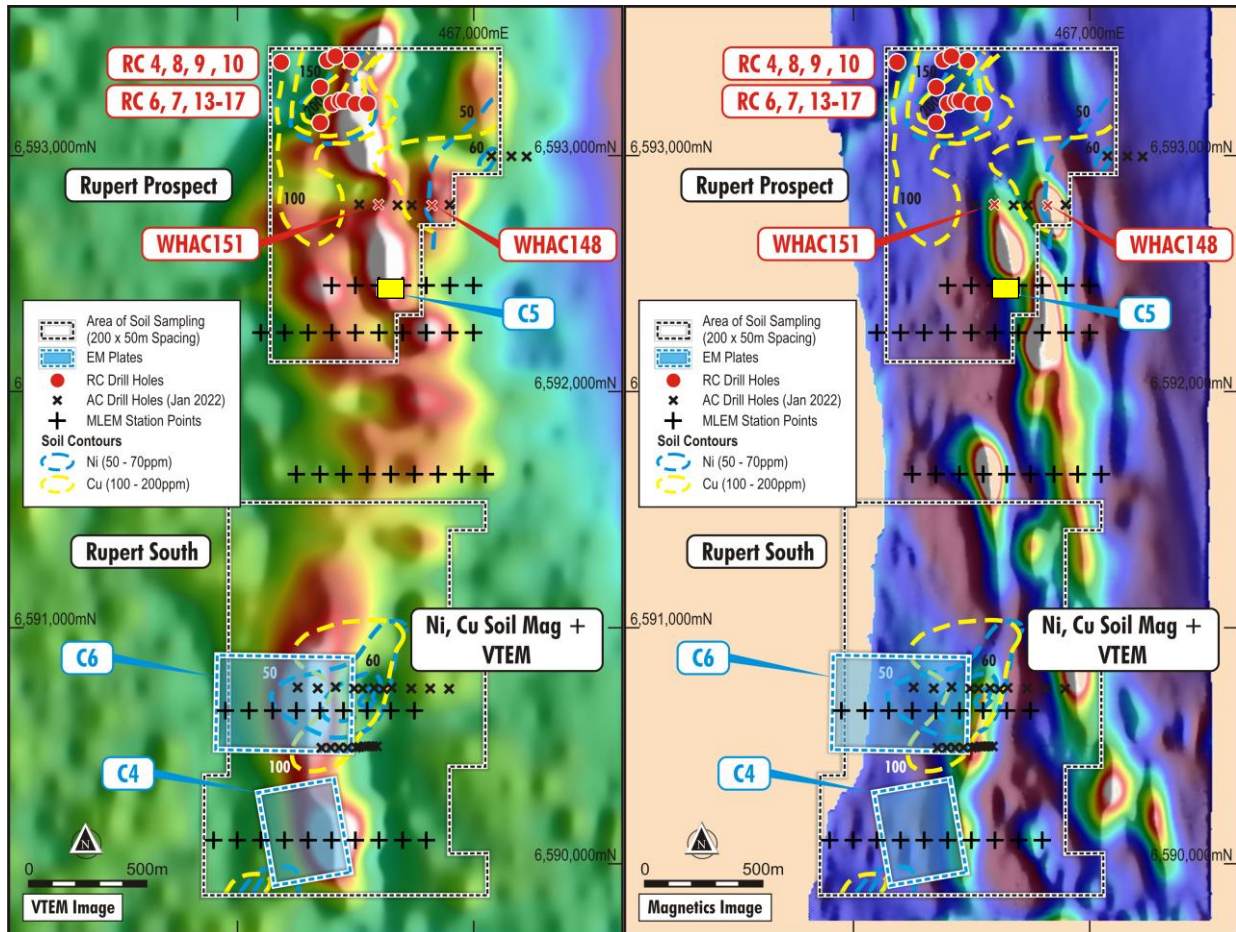 467,000mE
RC 4, 8, 9 , 10
RC 6, 7, 13-17
150
200
50
60
6,593,000mN
Rupert Prospect
100
WHAC151
WHAC148
C5
Area of Soil Sampling
(200 x 50m Spacing)
EM Plates
RC Drill Holes
AC Drill Holes (Jan 2022)
MLEM Station Points
Soil Contours
Ni (50 - 70ppm)
Cu (100 - 200ppm)
6
6,592,000mN
Rupert South
6,591,000mN
Ni, Cu Soil Mag +
VTEM
C6
50
60
100
C4
N
0
500m
6,590,000mN
VTEM Image
467,000mE
RC 4, 8, 9 , 10
RC 6, 7, 13-17
150
200
50
60
6,593,000mN
Rupert Prospect
100
WHAC151
WHAC148
C5
Area of Soil Sampling
(200 x 50m Spacing)
EM Plates
RC Drill Holes
AC Drill Holes (Jan 2022)
MLEM Station Points
Soil Contours
Ni (50 - 70ppm)
Cu (100 - 200ppm)
6,592,000mN
Rupert South
6,591,000mN
Ni, Cu Soil Mag +
VTEM
C6
50
60
100
C4
N
0
500m
6,590,000mN
Magnetics Image